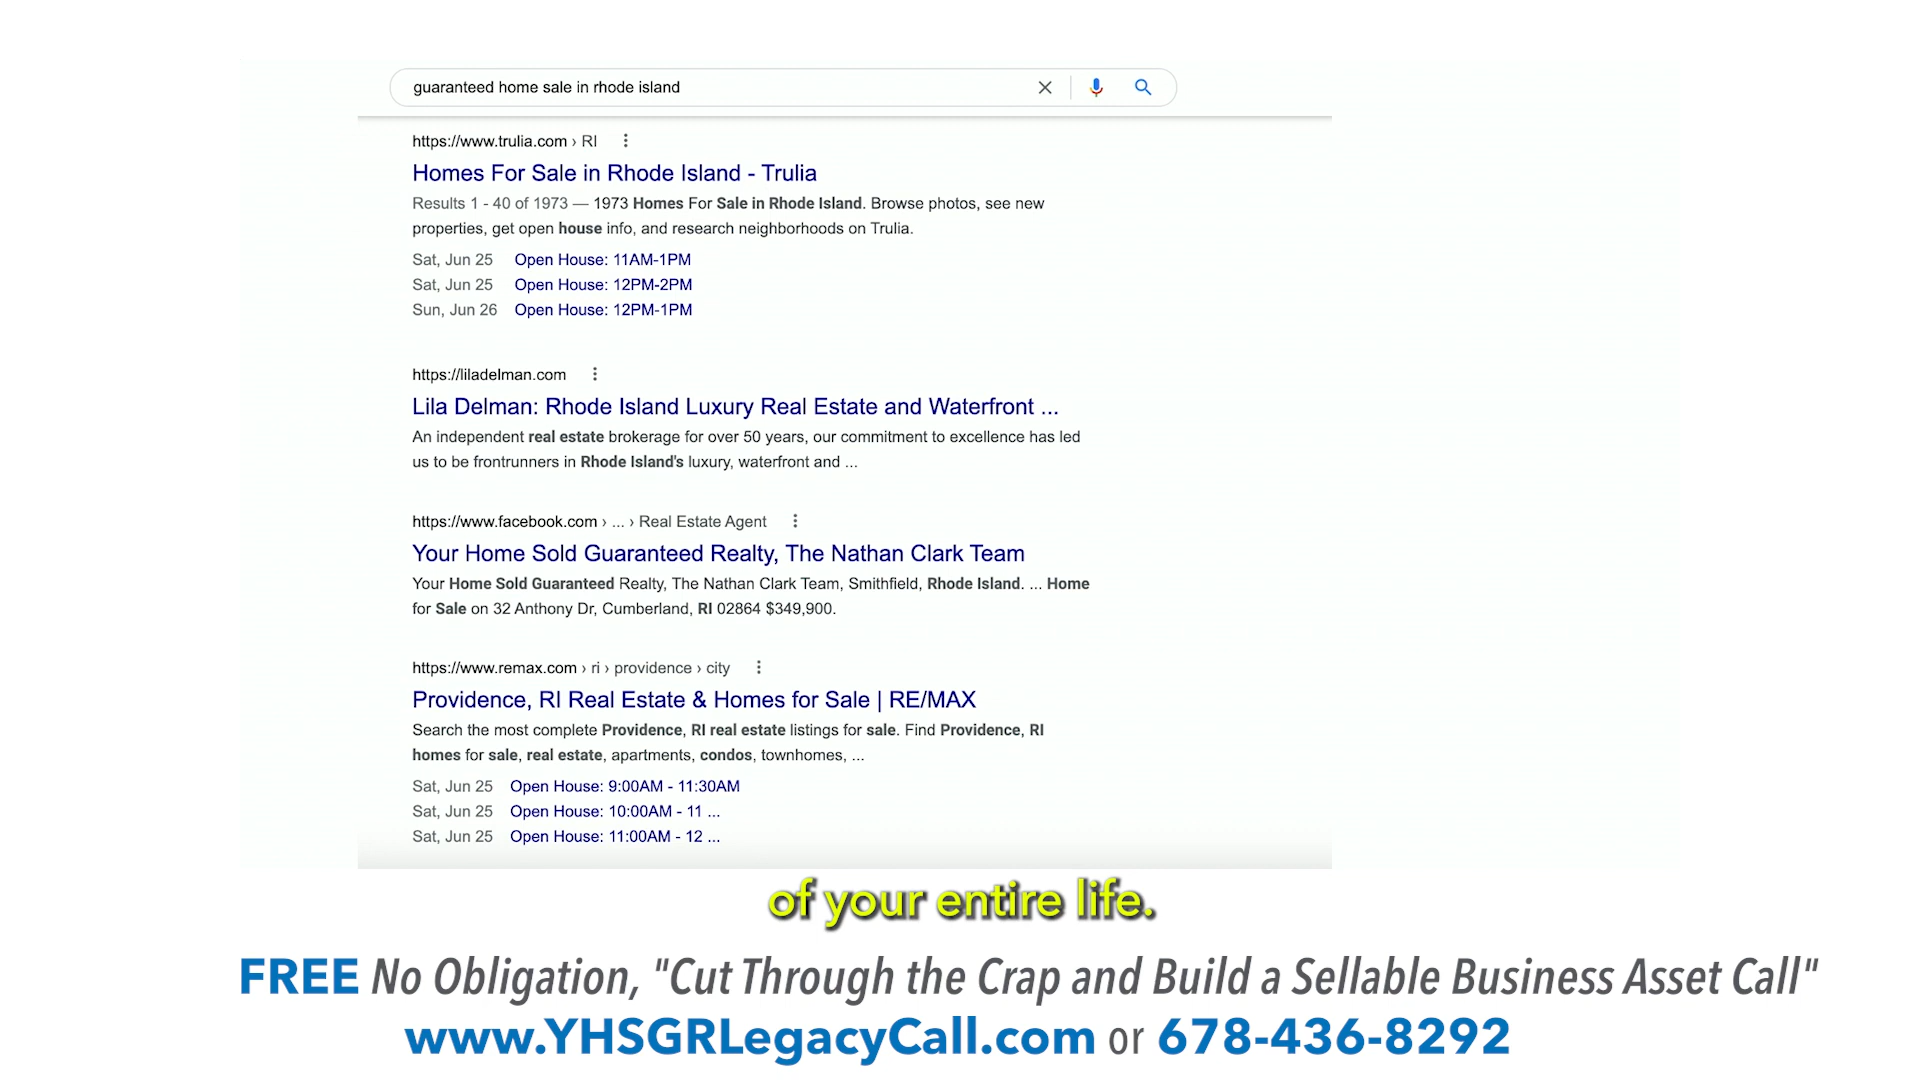 guaranteed home sale in rhode island
https://www.trulia.com › RI
Homes For Sale in Rhode Island - Trulia
Results 1 - 40 of 1973 — 1973 Homes For Sale in Rhode Island. Browse photos, see new
properties, get open house info, and research neighborhoods on Trulia.
Sat, Jun 25 Open House: 11AM-1PM
Sat, Jun 25 Open House: 12PM-2PM
Sun, Jun 26 Open House: 12PM-1PM
https://liladelman.com
Lila Delman: Rhode Island Luxury Real Estate and Waterfront ...
An independent real estate brokerage for over 50 years, our commitment to excellence has led
us to be frontrunners in Rhode Island's luxury, waterfront and ...
https://www.facebook.com › ... › Real Estate Agent
Your Home Sold Guaranteed Realty, The Nathan Clark Team
Your Home Sold Guaranteed Realty, The Nathan Clark Team, Smithfield, Rhode Island. ... Home
for Sale on 32 Anthony Dr, Cumberland, RI 02864 $349,900.
https://www.remax.com › ri › providence › city
Providence, RI Real Estate & Homes for Sale | RE/MAX
Search the most complete Providence, RI real estate listings for sale. Find Providence, RI
homes for sale, real estate, apartments, condos, townhomes, ...
Sat, Jun 25 Open House: 9:00AM - 11:30AM
Sat, Jun 25 Open House: 10:00AM - 11 ...
Sat, Jun 25 Open House: 11:00AM - 12 ...
of your entire life.
FREE No Obligation, "Cut Through the Crap and Build a Sellable Business Asset Call"
www.YHSGRLegacyCall.com or 678-436-8292